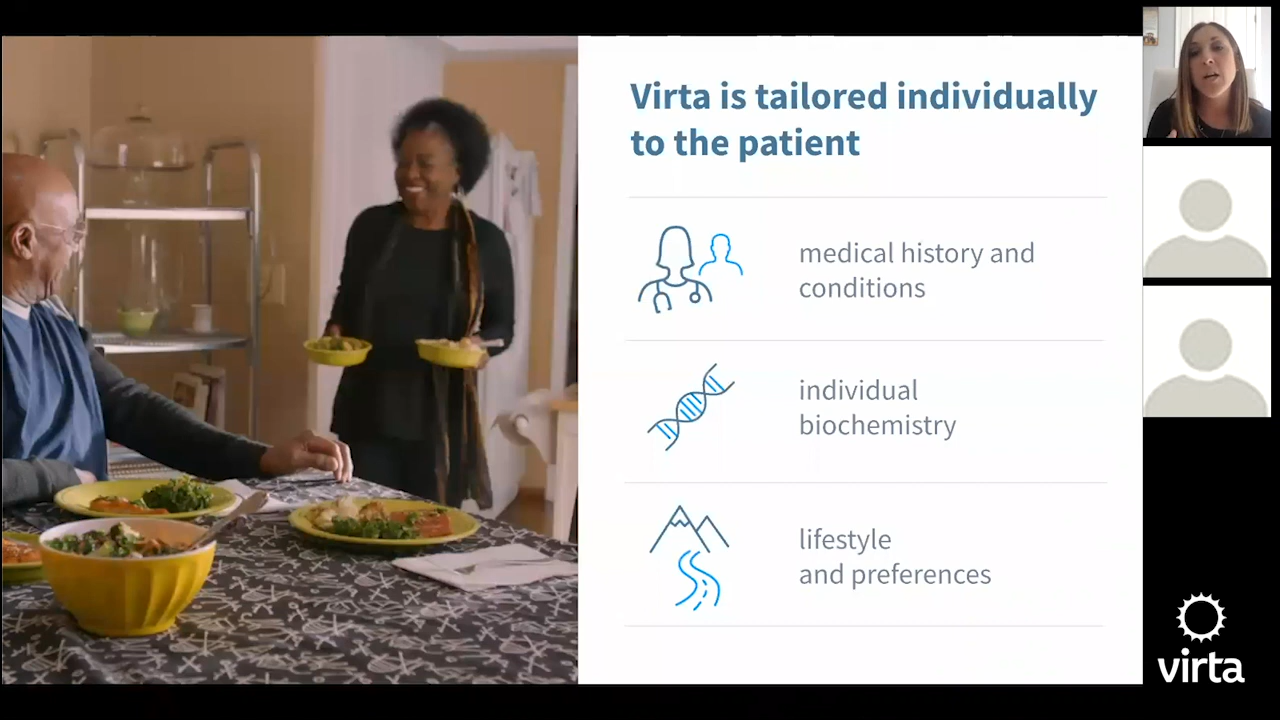 Virta is tailored individually
to the patient
medical history and
conditions
individual
biochemistry
lifestyle
and preferences
virta